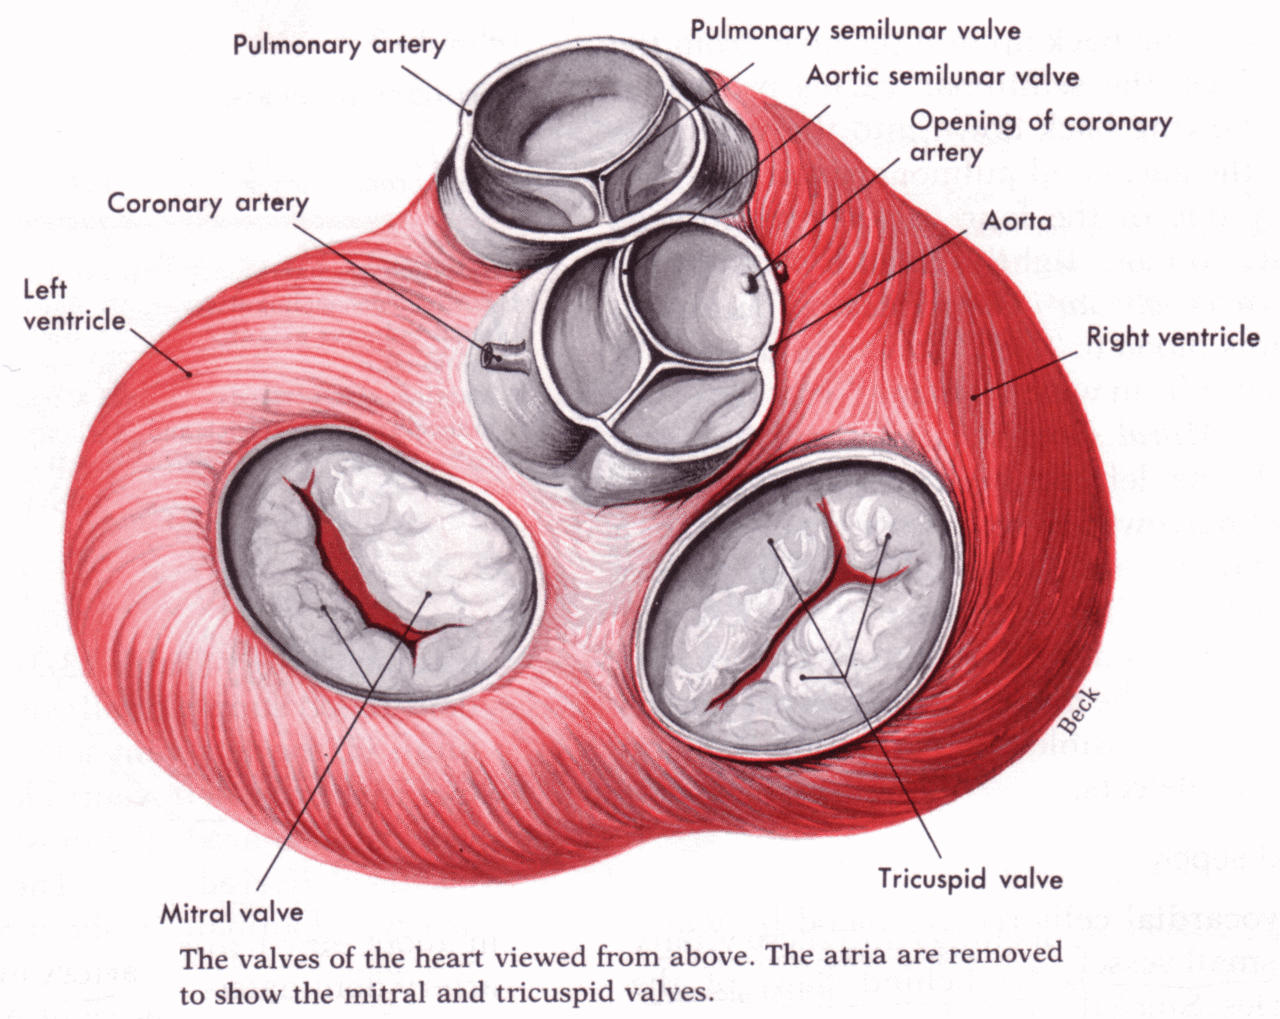 Pulmonary artery
Pulmonary semilunar valve
Aortic semilunar valve
Opening of coronary
artery
Coronary artery
Aorta
Left
ventricle
Right ventricle
Beck
Tricuspid valve
Mitral valve
The valves of the heart viewed from above. The atria are removed
to show the mitral and tricuspid valves.